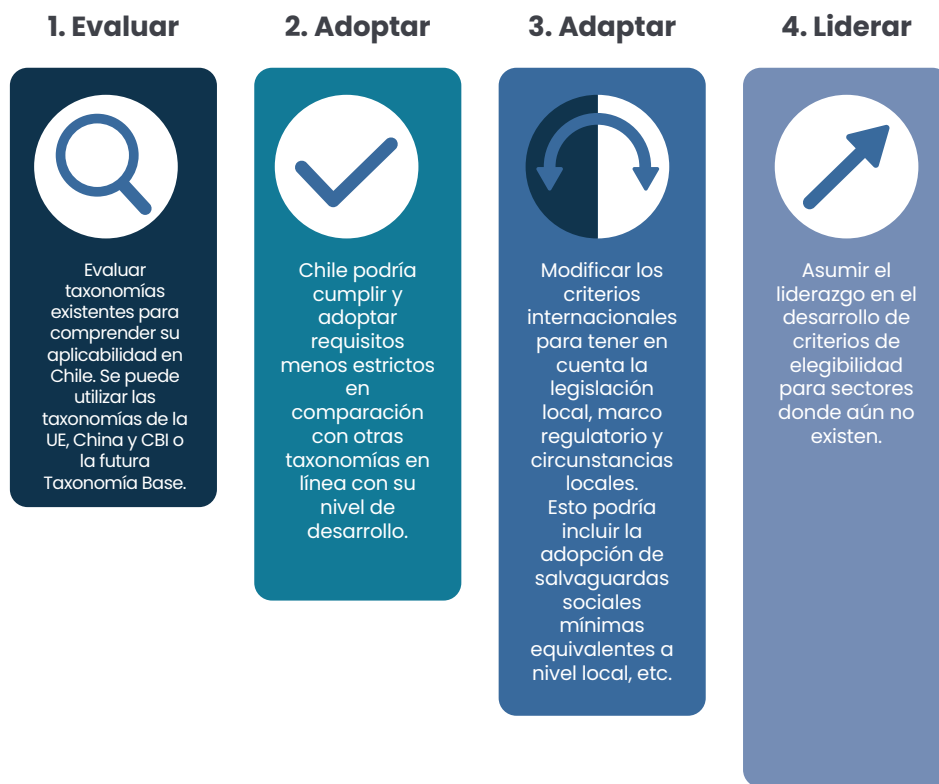 1. Evaluar
Evaluar
taxonomías
existentes para
comprender su
aplicabilidad en
Chile. Se puede
utilizar las
taxonomías de la
UE, China y CBI o
la futura
Taxonomía Base.
2. Adoptar
Chile podría
cumplir y
adoptar
requisitos
menos estrictos
en
comparación
con otras
taxonomías en
línea con su
nivel de
desarrollo.
3. Adaptar
Modificar los
criterios
internacionales
para tener en
cuenta la
legislación
local, marco
regulatorio y
circunstancias
locales.
Esto podría
incluir la
adopción de
salvaguardas
sociales
mínimas
equivalentes a
nivel local, etc.
4. Liderar
Asumir el
liderazgo en el
desarrollo de
criterios de
elegibilidad
para sectores
donde aún no
existen.